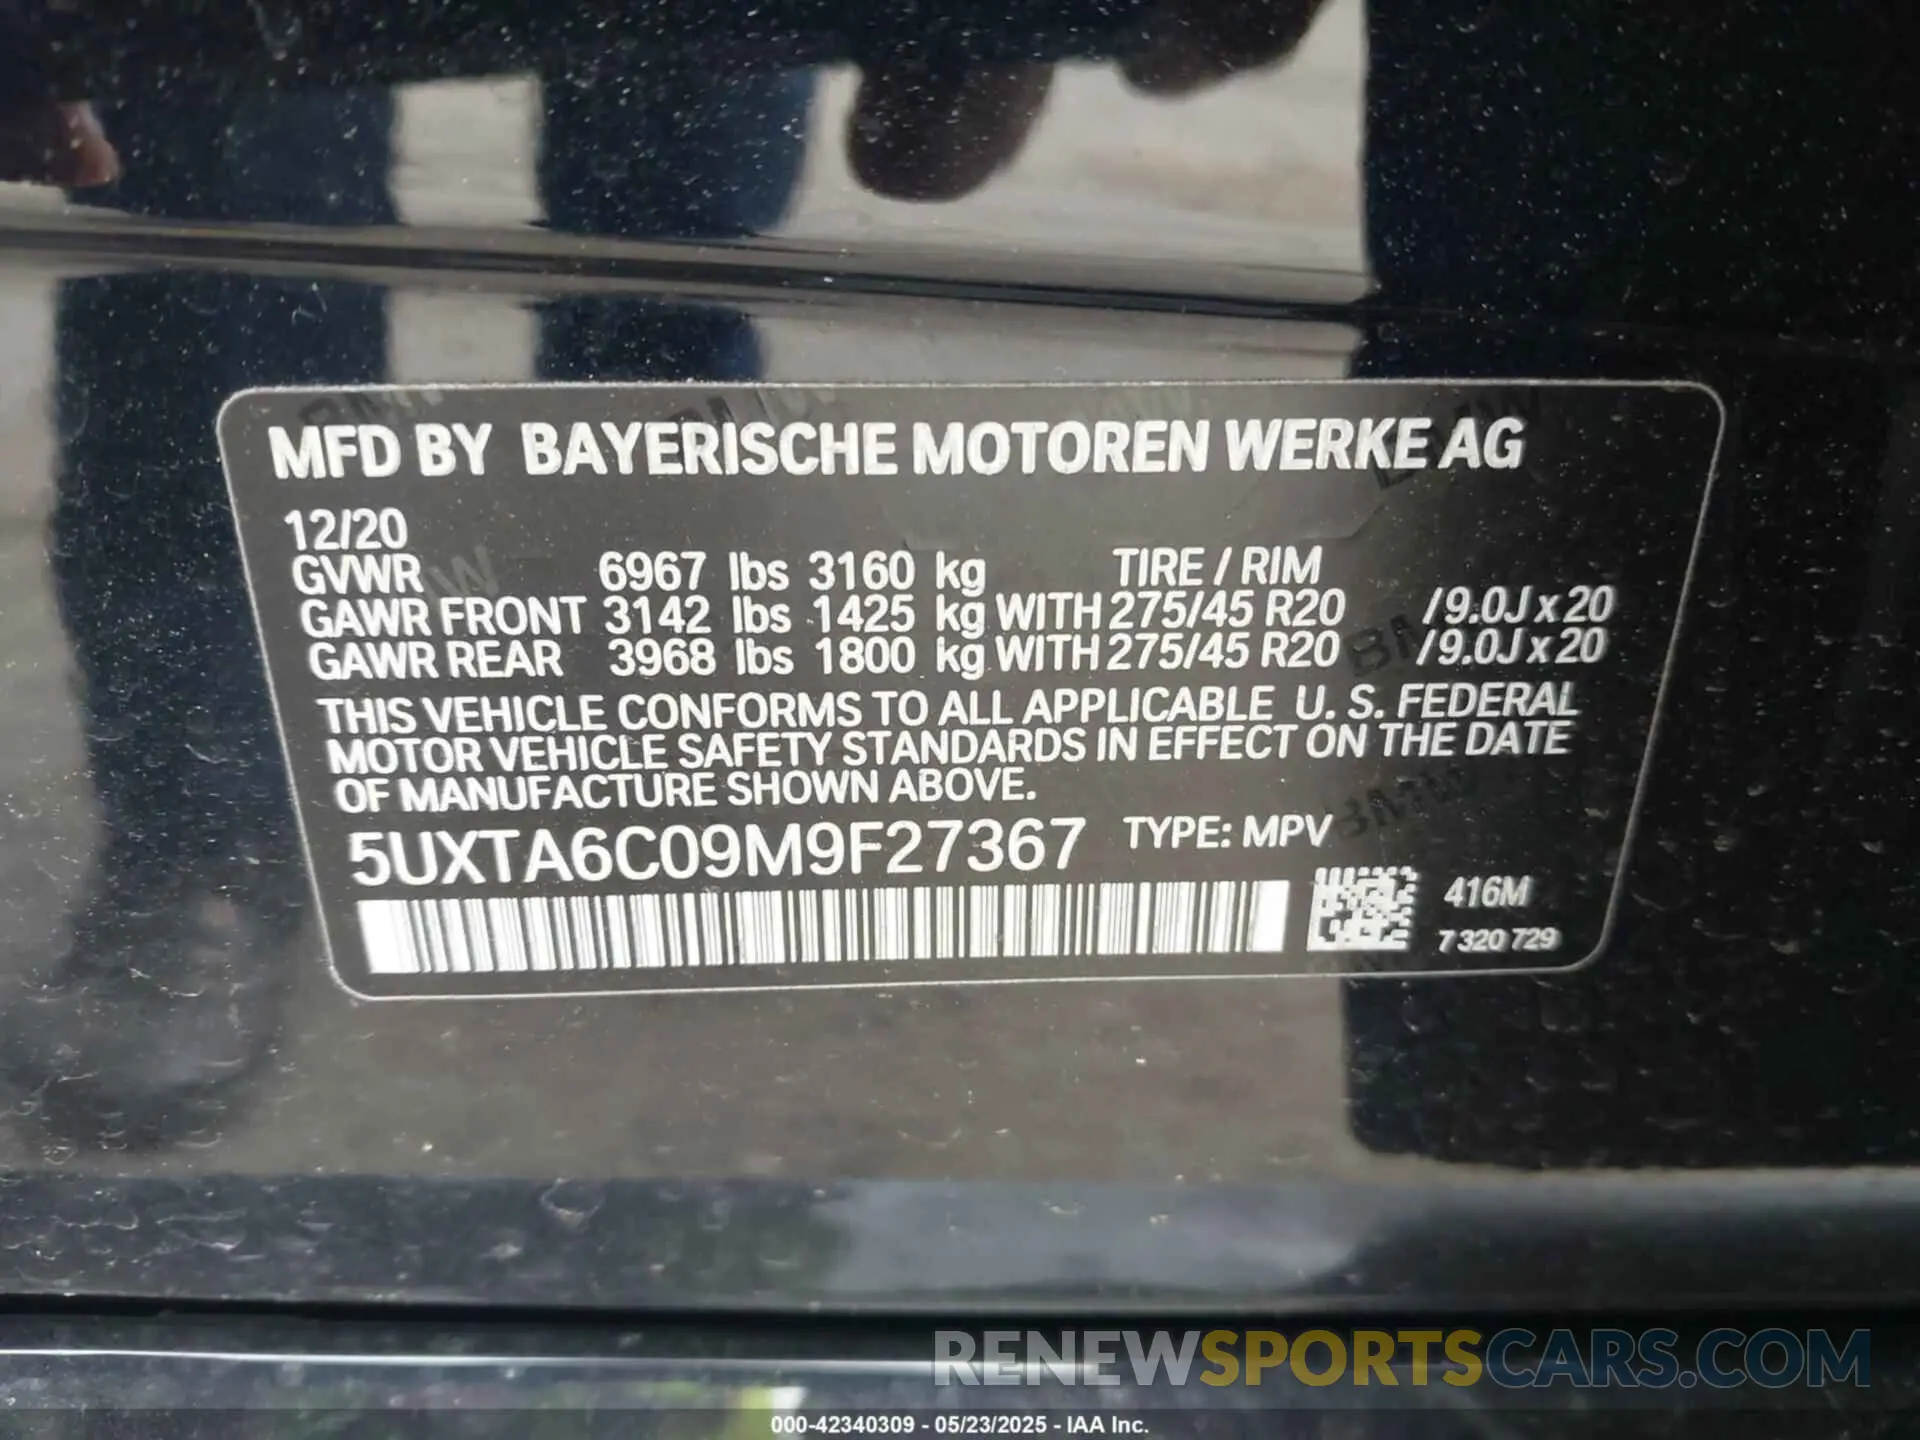 MFD BY BAYERISCHE MOTOREN WERKE AG
12/20
GVWR 6967 lbs 3160 kg TIRE / RIM
GAWR FRONT 3142 lbs 1425 kg WITH 275/45 R20 /9.0J x 20
GAWR REAR 3968 lbs 1800 kg WITH 275/45 R20 /9.0J x 20
THIS VEHICLE CONFORMS TO ALL APPLICABLE U. S. FEDERAL
MOTOR VEHICLE SAFETY STANDARDS IN EFFECT ON THE DATE
OF MANUFACTURE SHOWN ABOVE.
5UXTA6C09M9F27367 TYPE: MPV
416M
7 320 729
RENEWSPORTSCARS.COM
000-42340309 - 05/23/2025 - IAA Inc.